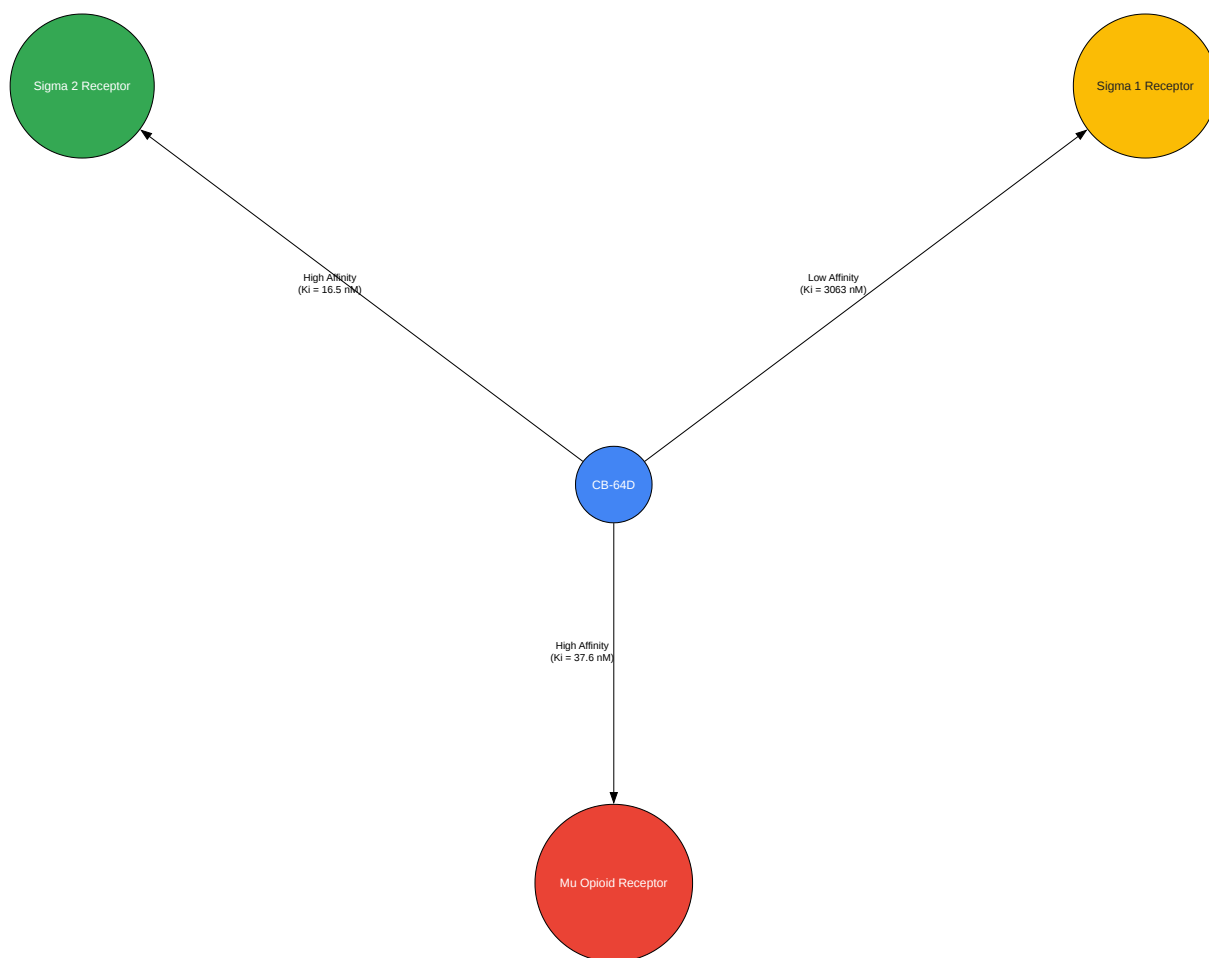 Sigma 2 Receptor
Sigma 1 Receptor
High Affinity
(Ki = 16.5 nM)
Low Affinity
(Ki = 3063 nM)
CB-64D
High Affinity
(Ki = 37.6 nM)
Mu Opioid Receptor